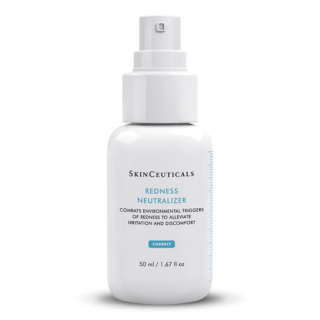 SKINCEUTICALS
REDNESS
NEUTRALIZER
COMBATS ENVIRONMENTAL TRIGGERS
OF REDNESS TO ALLEVIATE
IRRITATION AND DISCOMFORT
CORRECT
50 ml / 1.67 fl oz